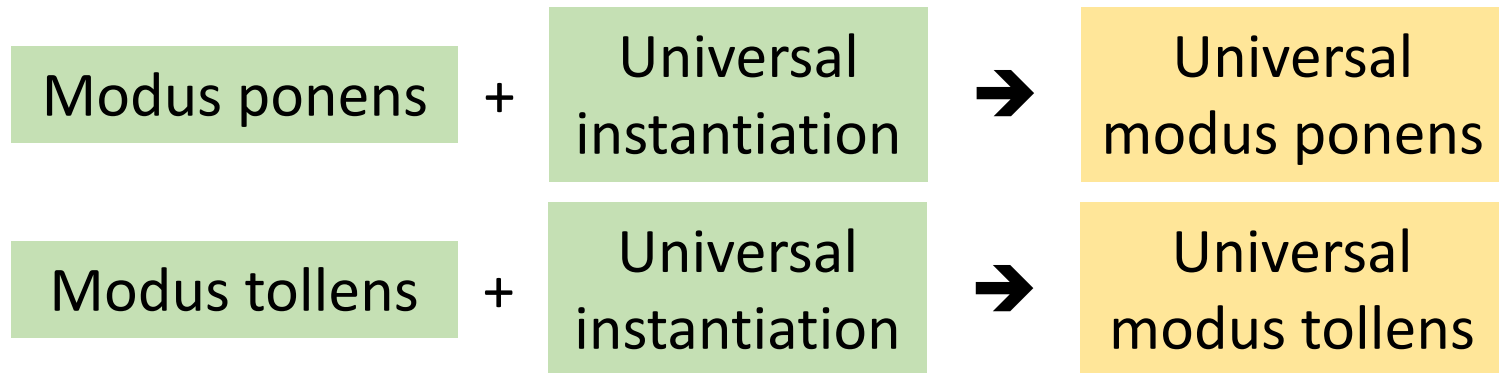 Modus ponens + Universal instantiation ➔ Universal modus ponens
Modus tollens + Universal instantiation ➔ Universal modus tollens